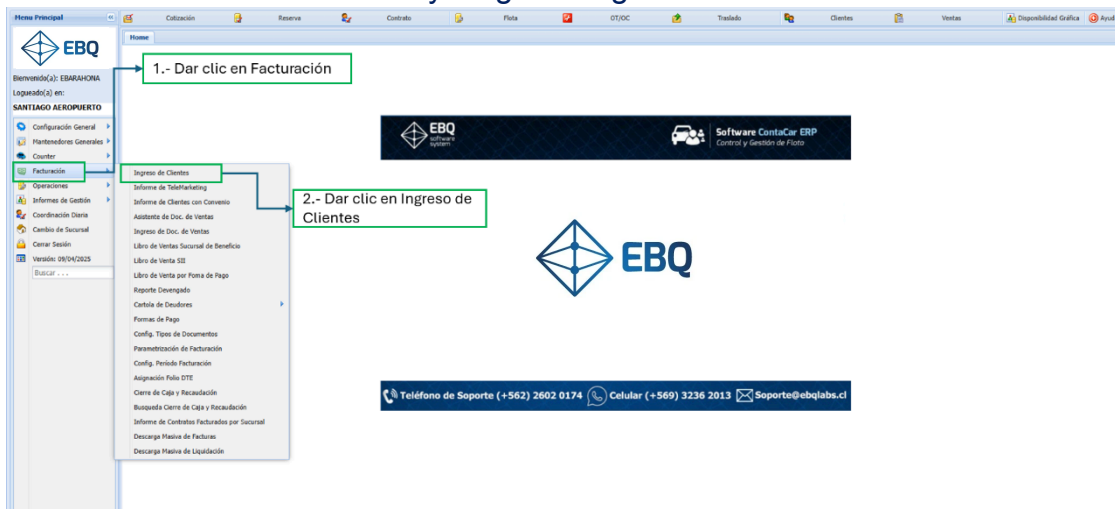 Menu Principal
Cotización
Reserva
Contrato
Flota
OT/OC
Traslado
Clientes
Ventas
Disponibilidad Gráfica
Home
EBQ
Bienvenido(a): EBARAHONA
Logueado(a) en:
SANTIAGO AEROPUERTO
1.- Dar clic en Facturación
Configuración General
Mantenedores Generales
Counter
Facturación
Operaciones
Informes de Gestión
Coordinación Diaria
Cambio de Sucursal
Cerrar Sesión
Versión: 09/04/2025
Buscar . . .
Ingreso de Clientes
Informe de TeleMarketing
Informe de Clientes con Convenio
Asistente de Doc. de Ventas
Ingreso de Doc. de Ventas
Libro de Ventas Sucursal de Beneficio
Libro de Venta SII
Libro de Venta por Foma de Pago
Reporte Devengado
Cartola de Deudores
Formas de Pago
Config. Tipos de Documentos
Parametrización de Facturación
Config. Periodo Facturación
Asignación Folio DTE
Cierre de Caja y Recaudación
Busqueda Cierre de Caja y Recaudación
Informe de Contratos Facturados por Sucursal
Descarga Masiva de Facturas
Descarga Masiva de Liquidación
2.- Dar clic en Ingreso de
Clientes
EBQ
software
system
Software ContaCar ERP
Control y Gestión de Flota
EBQ
Teléfono de Soporte (+562) 2602 0174
Celular (+569) 3236 2013
Soporte@ebqlabs.cl